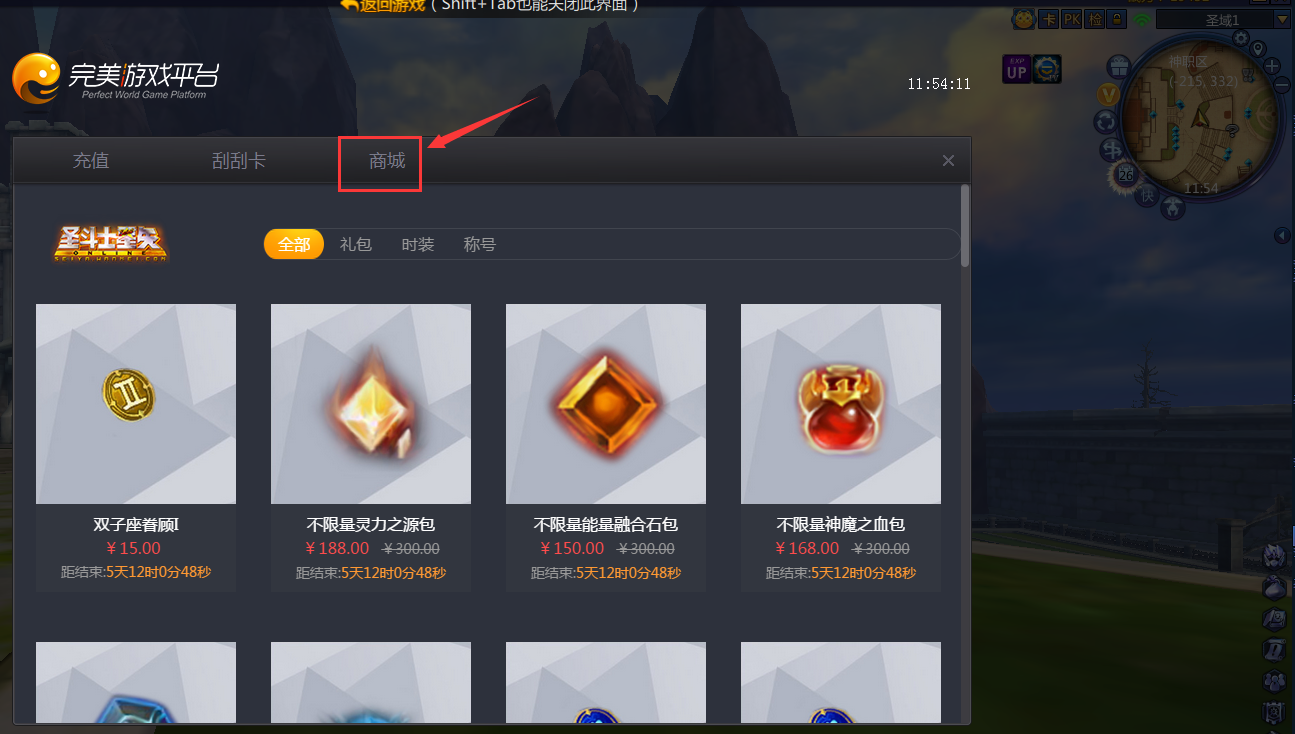 返回游戏 ( Shift+Tab也能关闭此界面 )
卡 PK 检
圣域1
完美游戏平台
Perfect World Game Platform
11:54:11
EXP
UP
神职区
(-215, 332)
V
26
快
11:54
充值 刮刮卡 商城
圣斗士星矢
ONLINE
全部 礼包 时装 称号
双子座眷顾I 不限量灵力之源包 不限量能量融合石包 不限量神魔之血包
￥15.00 ￥188.00 ￥300.00 ￥150.00 ￥300.00 ￥168.00 ￥300.00
距结束:5天12时0分48秒 距结束:5天12时0分48秒 距结束:5天12时0分48秒 距结束:5天12时0分48秒